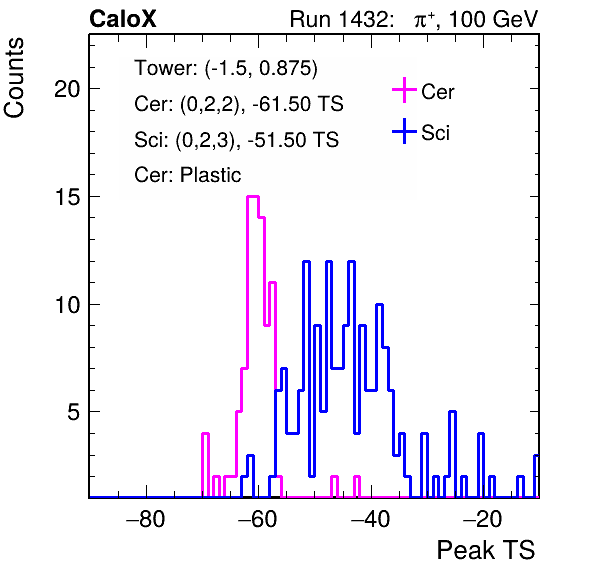 CaloX Run 1432: π⁺, 100 GeV
Counts
Tower: (-1.5, 0.875)
Cer: (0,2,2), -61.50 TS
Sci: (0,2,3), -51.50 TS
Cer: Plastic
Cer
Sci
20
15
10
5
−80 −60 −40 −20
Peak TS